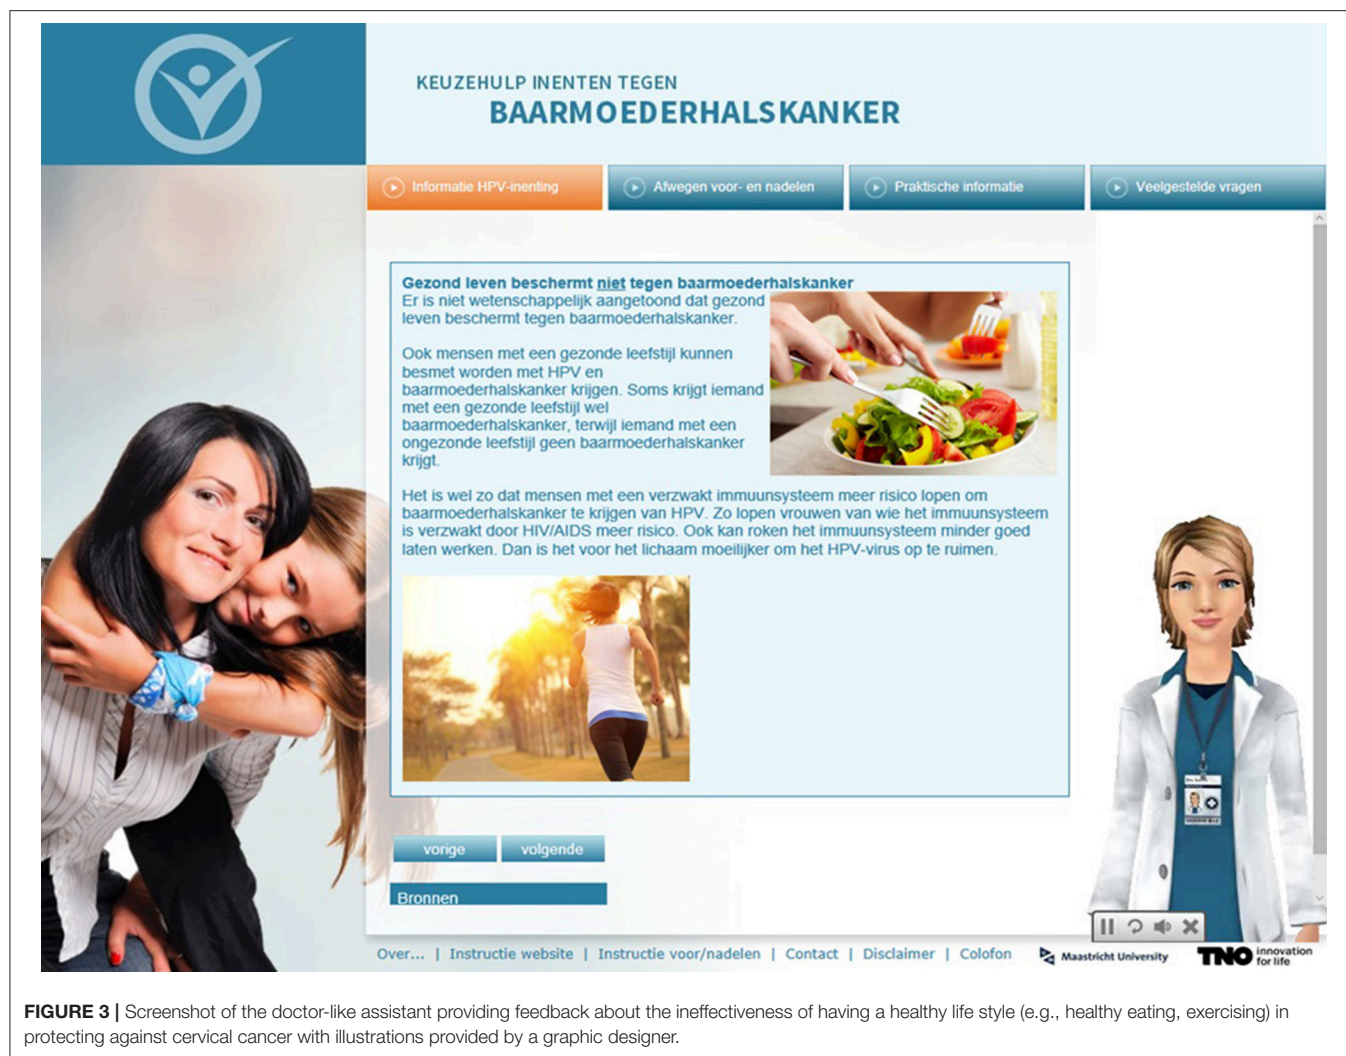 KEUZEHULP INENTEN TEGEN
BAARMOEDERHALSKANKER
Informatie HPV-inenting
Afwegen voor- en nadelen
Praktische informatie
Veelgestelde vragen
Gezond leven beschermt niet tegen baarmoederhalskanker
Er is niet wetenschappelijk aangetoond dat gezond
leven beschermt tegen baarmoederhalskanker.
Ook mensen met een gezonde leefstijl kunnen
besmet worden met HPV en
baarmoederhalskanker krijgen. Soms krijgt iemand
met een gezonde leefstijl wel
baarmoederhalskanker, terwijl iemand met een
ongezonde leefstijl geen baarmoederhalskanker
krijgt.
Het is wel zo dat mensen met een verzwakt immuunsysteem meer risico lopen om
baarmoederhalskanker te krijgen van HPV. Zo lopen vrouwen van wie het immuunsysteem
is verzwakt door HIV/AIDS meer risico. Ook kan roken het immuunsysteem minder goed
laten werken. Dan is het voor het lichaam moeilijker om het HPV-virus op te ruimen.
vorige
volgende
Bronnen
Over... | Instructie website | Instructie voor/nadelen | Contact | Disclaimer | Colofon
Maastricht University
TNO innovation
for life
FIGURE 3 | Screenshot of the doctor-like assistant providing feedback about the ineffectiveness of having a healthy life style (e.g., healthy eating, exercising) in
protecting against cervical cancer with illustrations provided by a graphic designer.